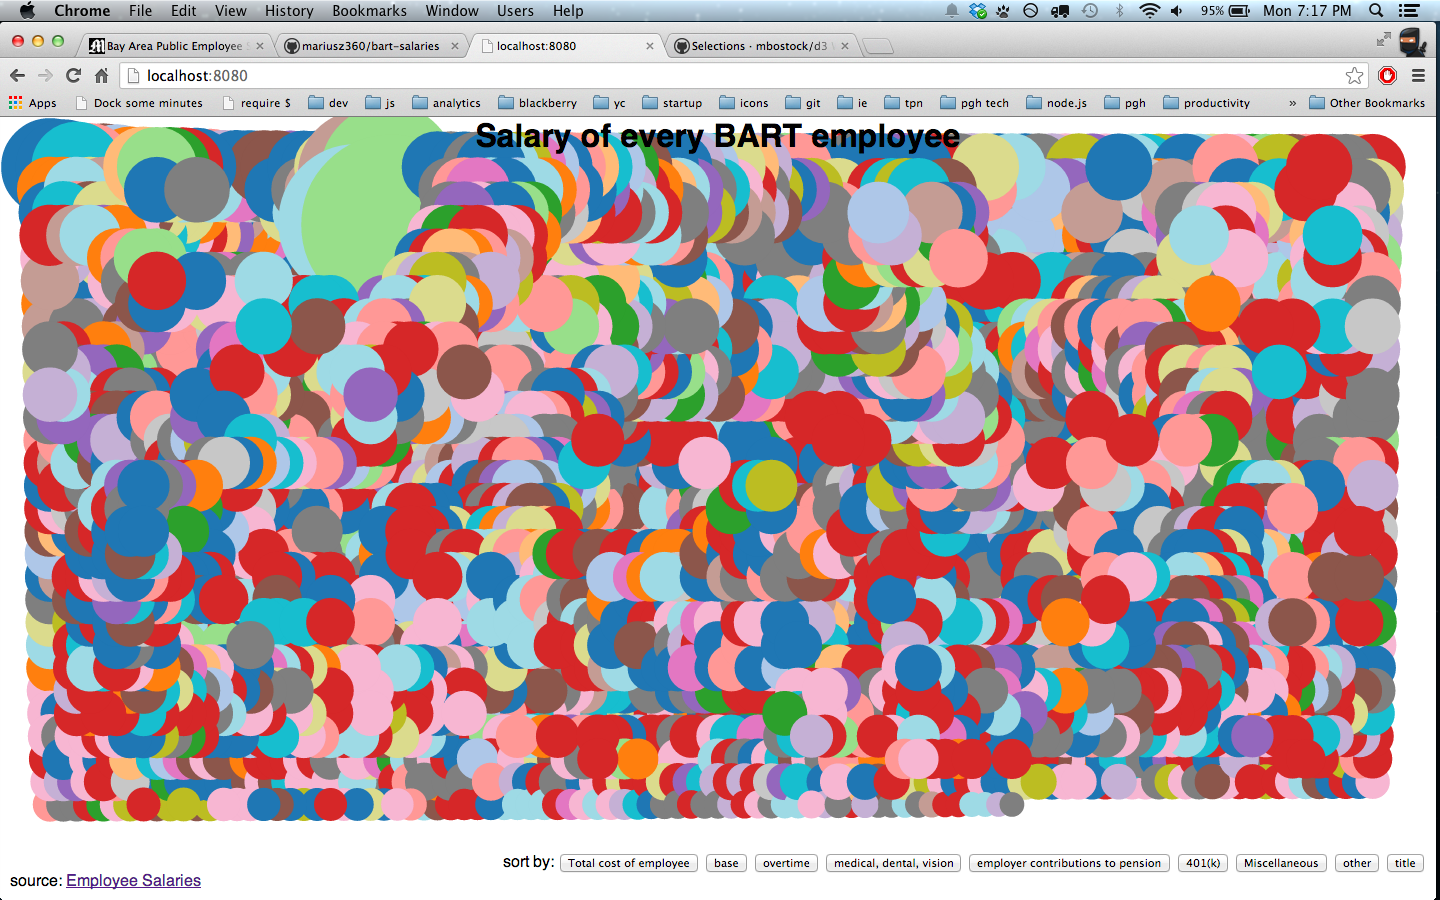 Chrome File Edit View History Bookmarks Window Users Help 95% Mon 7:17 PM
Bay Area Public Employee mariusz360/bart-salaries localhost:8080 Selections · mbostock/d3
localhost:8080
Apps Dock some minutes require $ dev js analytics blackberry yc startup icons git ie tpn pgh tech node.js pgh productivity » Other Bookmarks
Salary of every BART employee
sort by: Total cost of employee base overtime medical, dental, vision employer contributions to pension 401(k) Miscellaneous other title
source: Employee Salaries